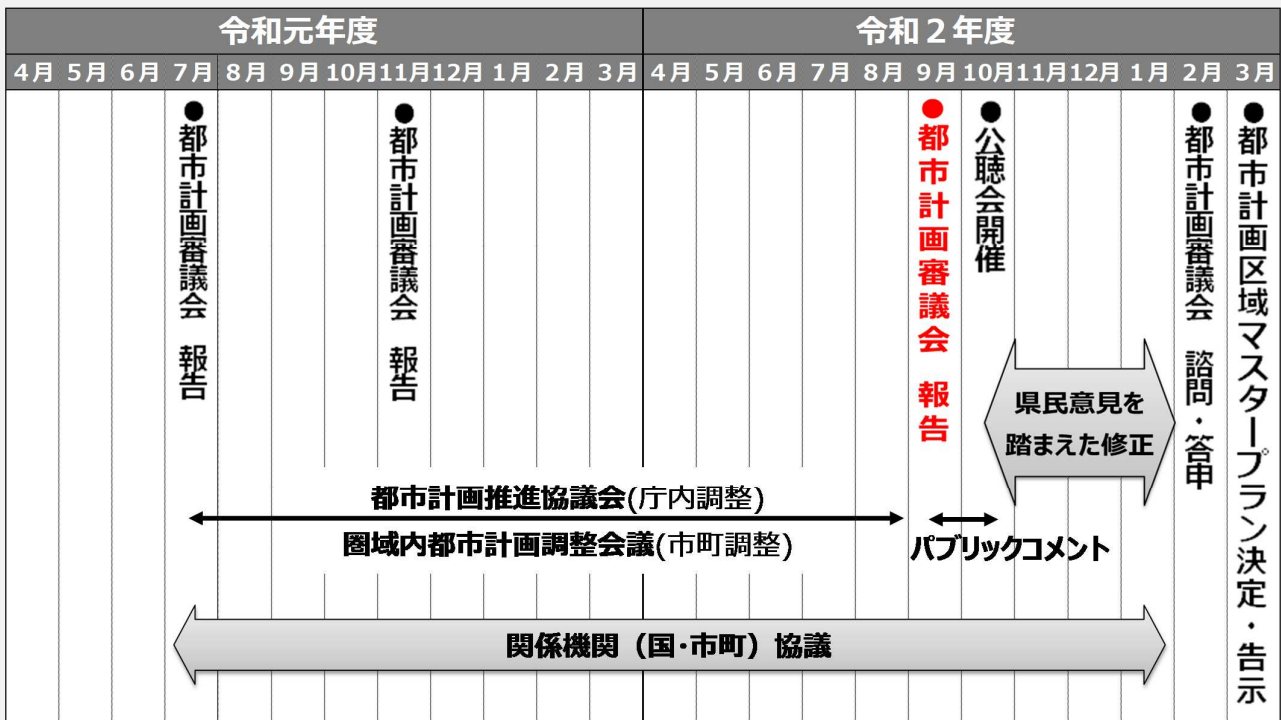 令和元年度
令和２年度
4月 5月 6月 7月 8月 9月 10月 11月 12月 1月 2月 3月 4月 5月 6月 7月 8月 9月 10月 11月 12月 1月 2月 3月
●都市計画審議会 報告
●都市計画審議会 報告
●都市計画審議会 報告
●公聴会開催
●都市計画審議会 諮問・答申
●都市計画区域マスタープラン決定・告示
県民意見を
踏まえた修正
都市計画推進協議会(庁内調整)
圏域内都市計画調整会議(市町調整)
パブリックコメント
関係機関（国･市町）協議